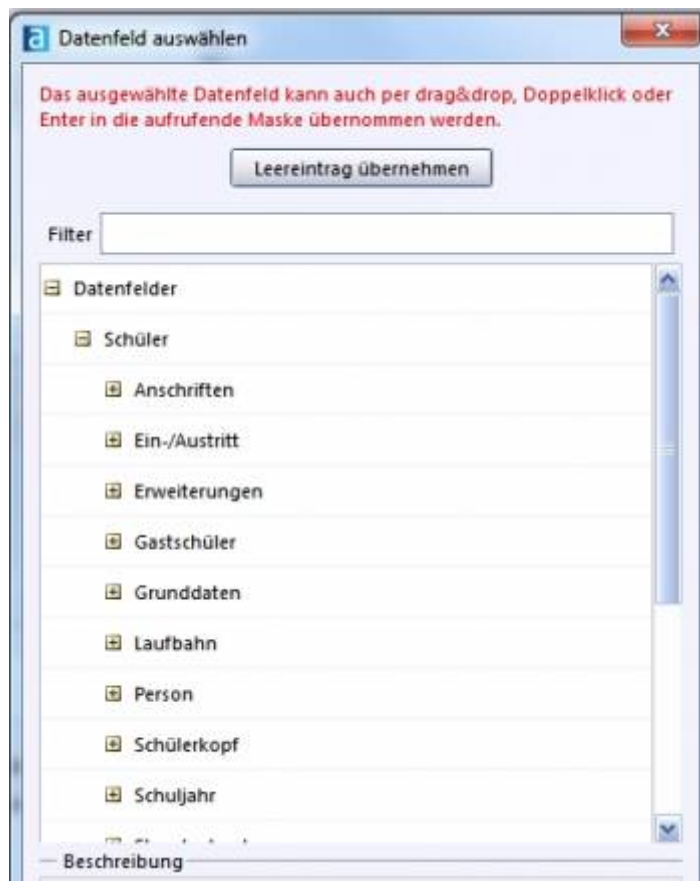 a Datenfeld auswählen
Das ausgewählte Datenfeld kann auch per drag&drop, Doppelklick oder
Enter in die aufrufende Maske übernommen werden.
Leereintrag übernehmen
Filter
Datenfelder
Schüler
Anschriften
Ein-/Austritt
Erweiterungen
Gastschüler
Grunddaten
Laufbahn
Person
Schülerkopf
Schuljahr
Beschreibung